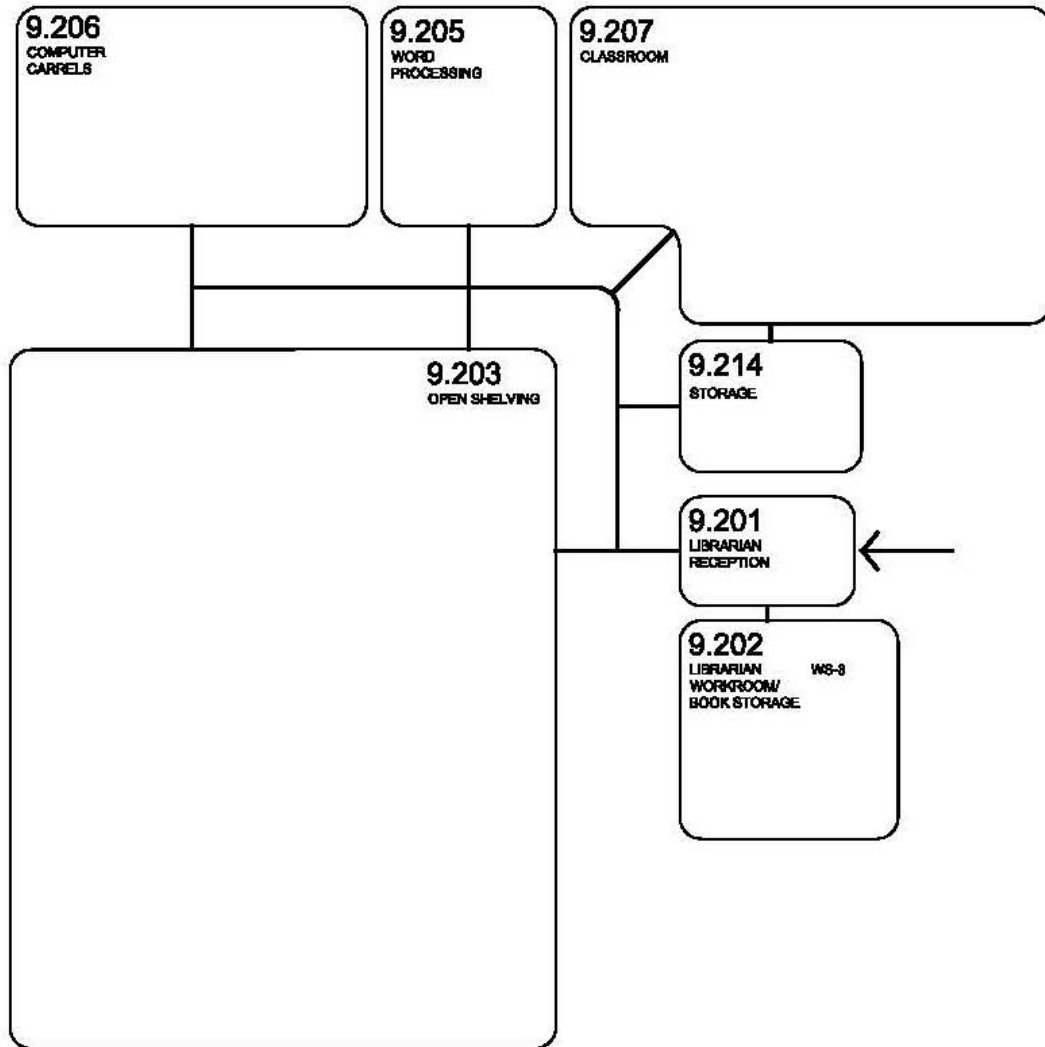 9.206
COMPUTER
CARRELS
9.205
WORD
PROCESSING
9.207
CLASSROOM
9.203
OPEN SHELVING
9.214
STORAGE
9.201
LIBRARIAN
RECEPTION
9.202
LIBRARIAN WS-8
WORKROOM/
BOOK STORAGE